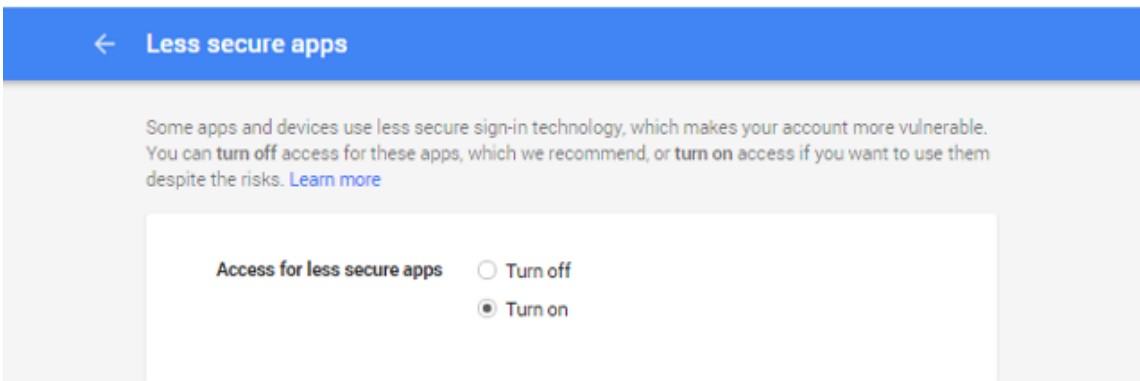 Less secure apps
Some apps and devices use less secure sign-in technology, which makes your account more vulnerable.
You can turn off access for these apps, which we recommend, or turn on access if you want to use them
despite the risks. Learn more
Access for less secure apps
Turn off
Turn on